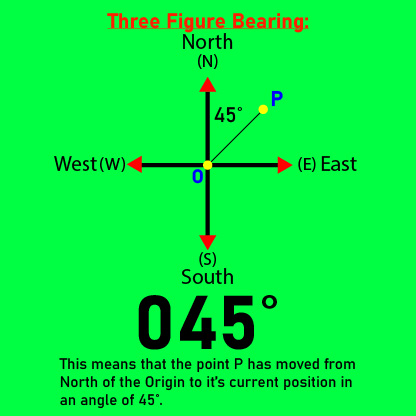 Three Figure Bearing:
North
(N)
45°
P
West (W)
(E) East
O
(S)
South
045°
This means that the point P has moved from
North of the Origin to it's current position in
an angle of 45°.